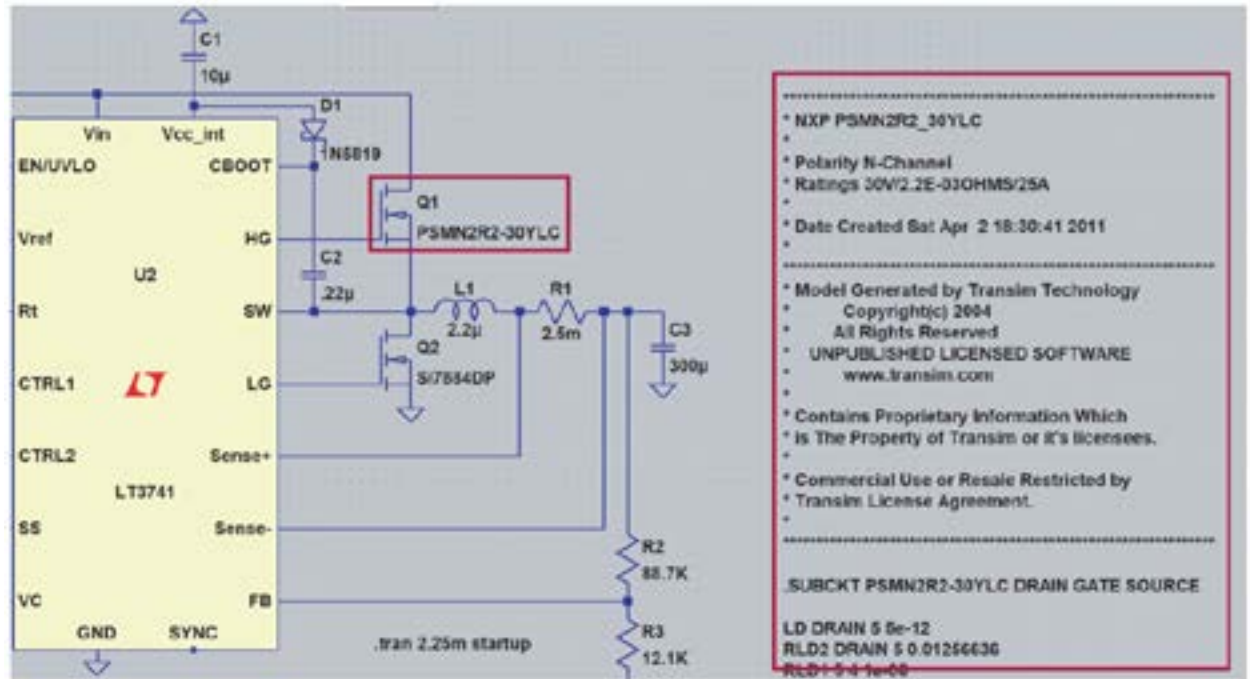 C1
10µ
D1
1N5819
Vin
Vcc_int
EN/UVLO
CBOOT
Q1
PSMN2R2-30YLC
Vref
HG
U2
C2
.22µ
Rt
SW
L1
2.2µ
R1
2.5m
C3
300µ
Q2
CTRL1
LG
CTRL2
Sense+
LT3741
SS
Sense-
R2
88.7K
VC
FB
GND
SYNC
.tran 2.25m startup
R3
12.1K
* NXP PSMN2R2_30YLC
*
* Polarity N-Channel
* Ratings 30V/2.2E-03OHMS/25A
*
* Date Created Sat Apr 2 18:30:41 2011
*
* Model Generated by Transim Technology
* Copyright(c) 2004
* All Rights Reserved
* UNPUBLISHED LICENSED SOFTWARE
* www.transim.com
*
* Contains Proprietary Information Which
* is The Property of Transim or it's licensees.
*
* Commercial Use or Resale Restricted by
* Transim License Agreement.
*
.SUBCKT PSMN2R2-30YLC DRAIN GATE SOURCE
LD DRAIN 5 5e-12
RLD2 DRAIN 5 0.01256636
RLD1 5 4 1e-06